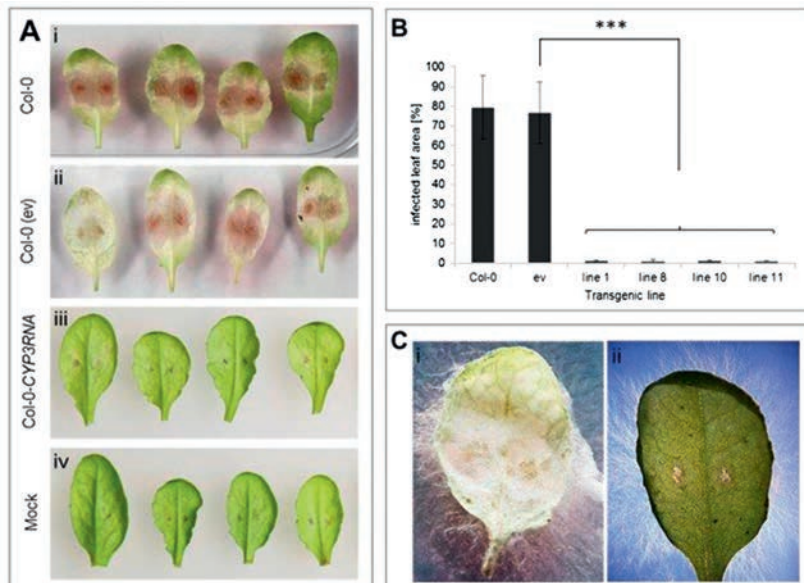 A
i
Col-0
ii
Col-0 (ev)
iii
Col-0-CYP3RNA
iv
Mock
B
***
infected leaf area [%]
100
90
80
70
60
50
40
30
20
10
0
Col-0 ev line 1 line 8 line 10 line 11
Transgenic line
C
i
ii